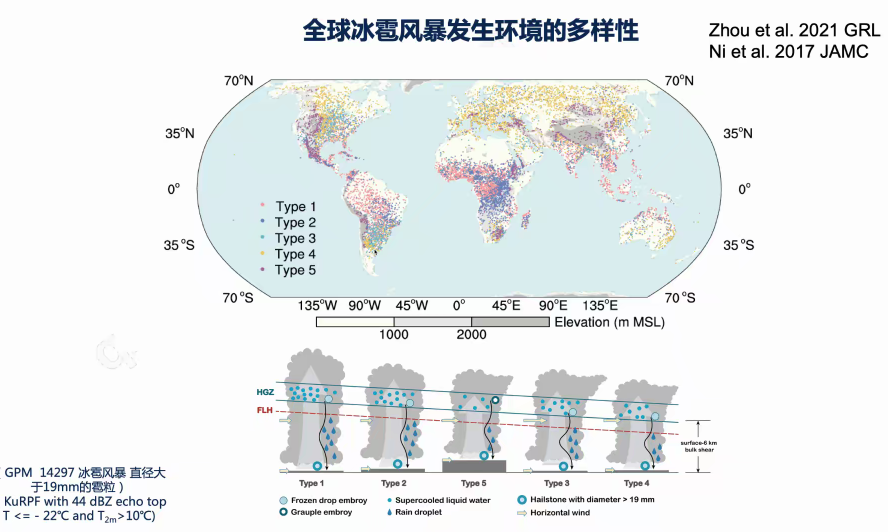 全球冰雹风暴发生环境的多样性
Zhou et al. 2021 GRL
Ni et al. 2017 JAMC
70°N
70°N
35°N
35°N
0°
0°
35°S
35°S
70°S
70°S
Type 1
Type 2
Type 3
Type 4
Type 5
135°W 90°W 45°W 0° 45°E 90°E 135°E
Elevation (m MSL)
1000 2000
HGZ
FLH
surface-6 km
bulk shear
Type 1 Type 2 Type 5 Type 3 Type 4
Frozen drop embroy Supercooled liquid water Hailstone with diameter > 19 mm
Grauple embroy Rain droplet Horizontal wind
( GPM 14297 冰雹风暴 直径大
于19mm的雹粒）
KuRPF with 44 dBZ echo top
T <= - 22℃ and T2m>10℃)